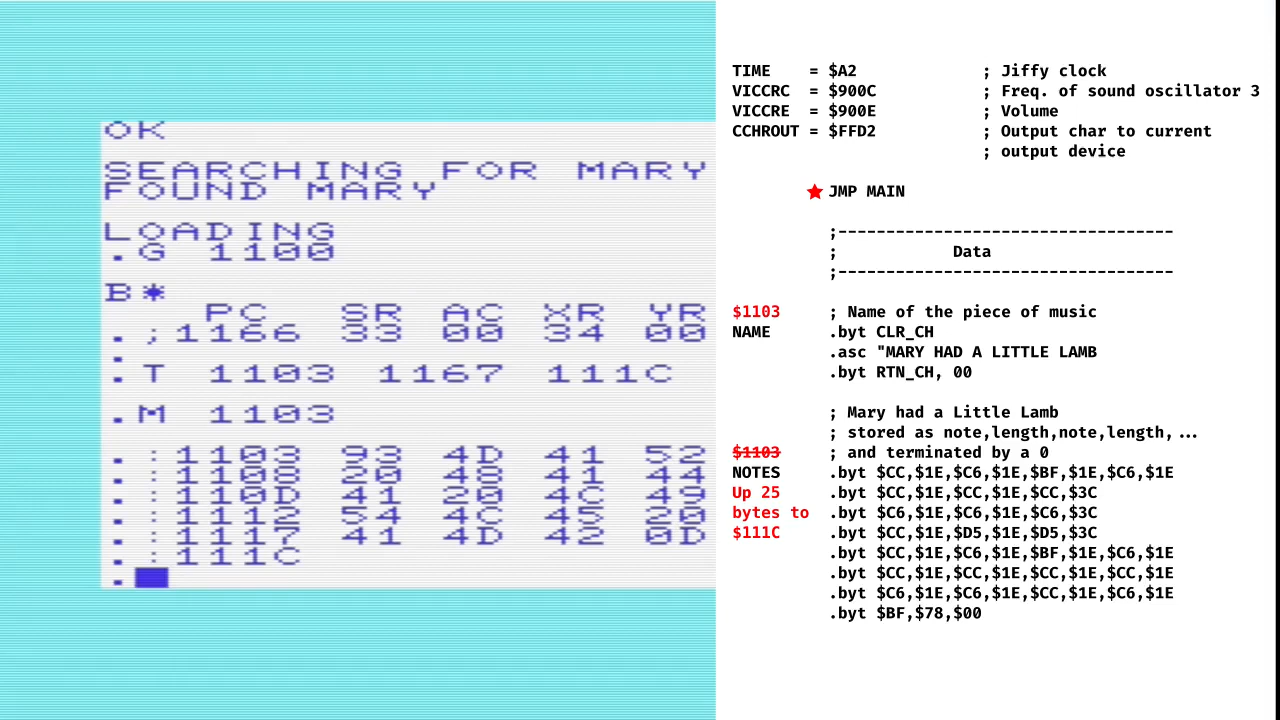 OK
SEARCHING FOR MARY
FOUND MARY
LOADING
.G 1100
B*
PC SR AC XR YR
.;1166 33 00 34 00
.
.T 1103 1167 111C
.M 1103
.:1103 93 4D 41 52
.:1108 20 48 41 44
.:110D 41 20 4C 49
.:1112 54 4C 45 20
.:1117 41 4D 42 0D
.:111C
.
TIME = $A2 ; Jiffy clock
VICCRC = $900C ; Freq. of sound oscillator 3
VICCRE = $900E ; Volume
CCHROUT = $FFD2 ; Output char to current
; output device
JMP MAIN
;-----------------------------------
; Data
;-----------------------------------
$1103 ; Name of the piece of music
NAME .byt CLR_CH
.asc "MARY HAD A LITTLE LAMB
.byt RTN_CH, 00
; Mary had a Little Lamb
; stored as note,length,note,length,...
$1103 ; and terminated by a 0
NOTES .byt $CC,$1E,$C6,$1E,$BF,$1E,$C6,$1E
Up 25 .byt $CC,$1E,$CC,$1E,$CC,$3C
bytes to .byt $C6,$1E,$C6,$1E,$C6,$3C
$111C .byt $CC,$1E,$D5,$1E,$D5,$3C
.byt $CC,$1E,$C6,$1E,$BF,$1E,$C6,$1E
.byt $CC,$1E,$CC,$1E,$CC,$1E,$CC,$1E
.byt $C6,$1E,$C6,$1E,$CC,$1E,$C6,$1E
.byt $BF,$78,$00